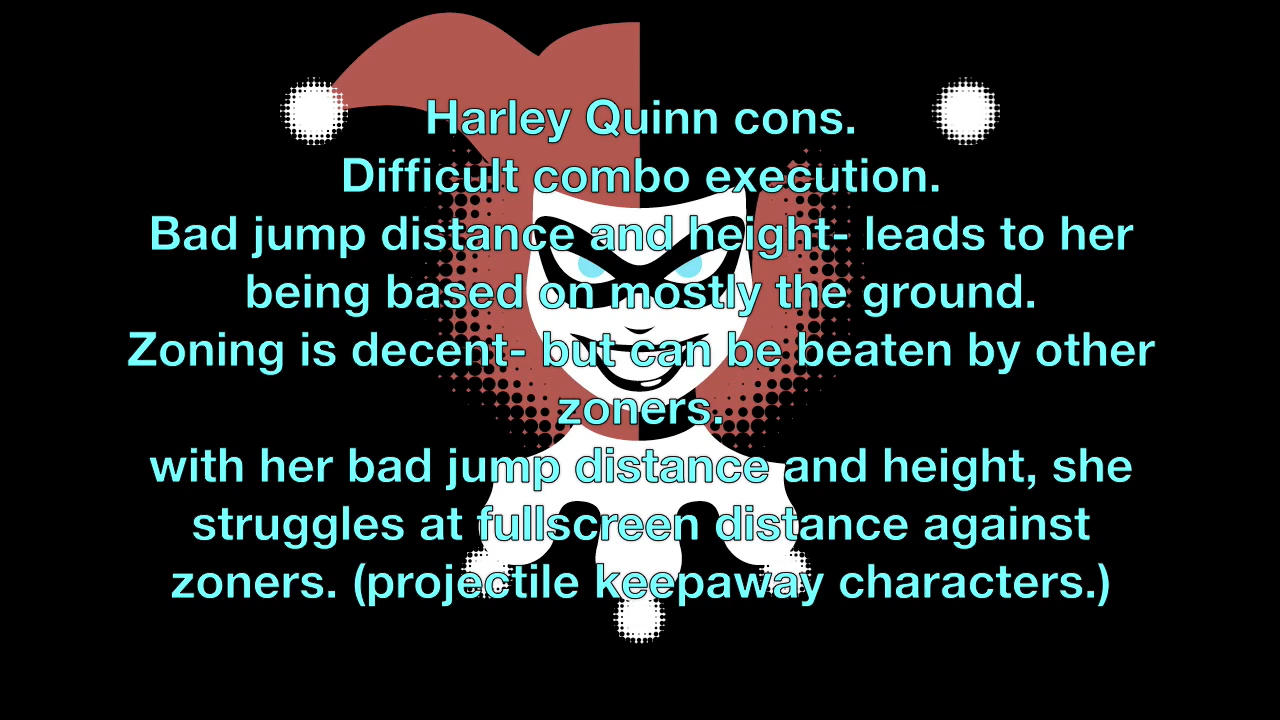 Harley Quinn cons.
Difficult combo execution.
Bad jump distance and height- leads to her
being based on mostly the ground.
Zoning is decent- but can be beaten by other
zoners.
with her bad jump distance and height, she
struggles at fullscreen distance against
zoners. (projectile keepaway characters.)